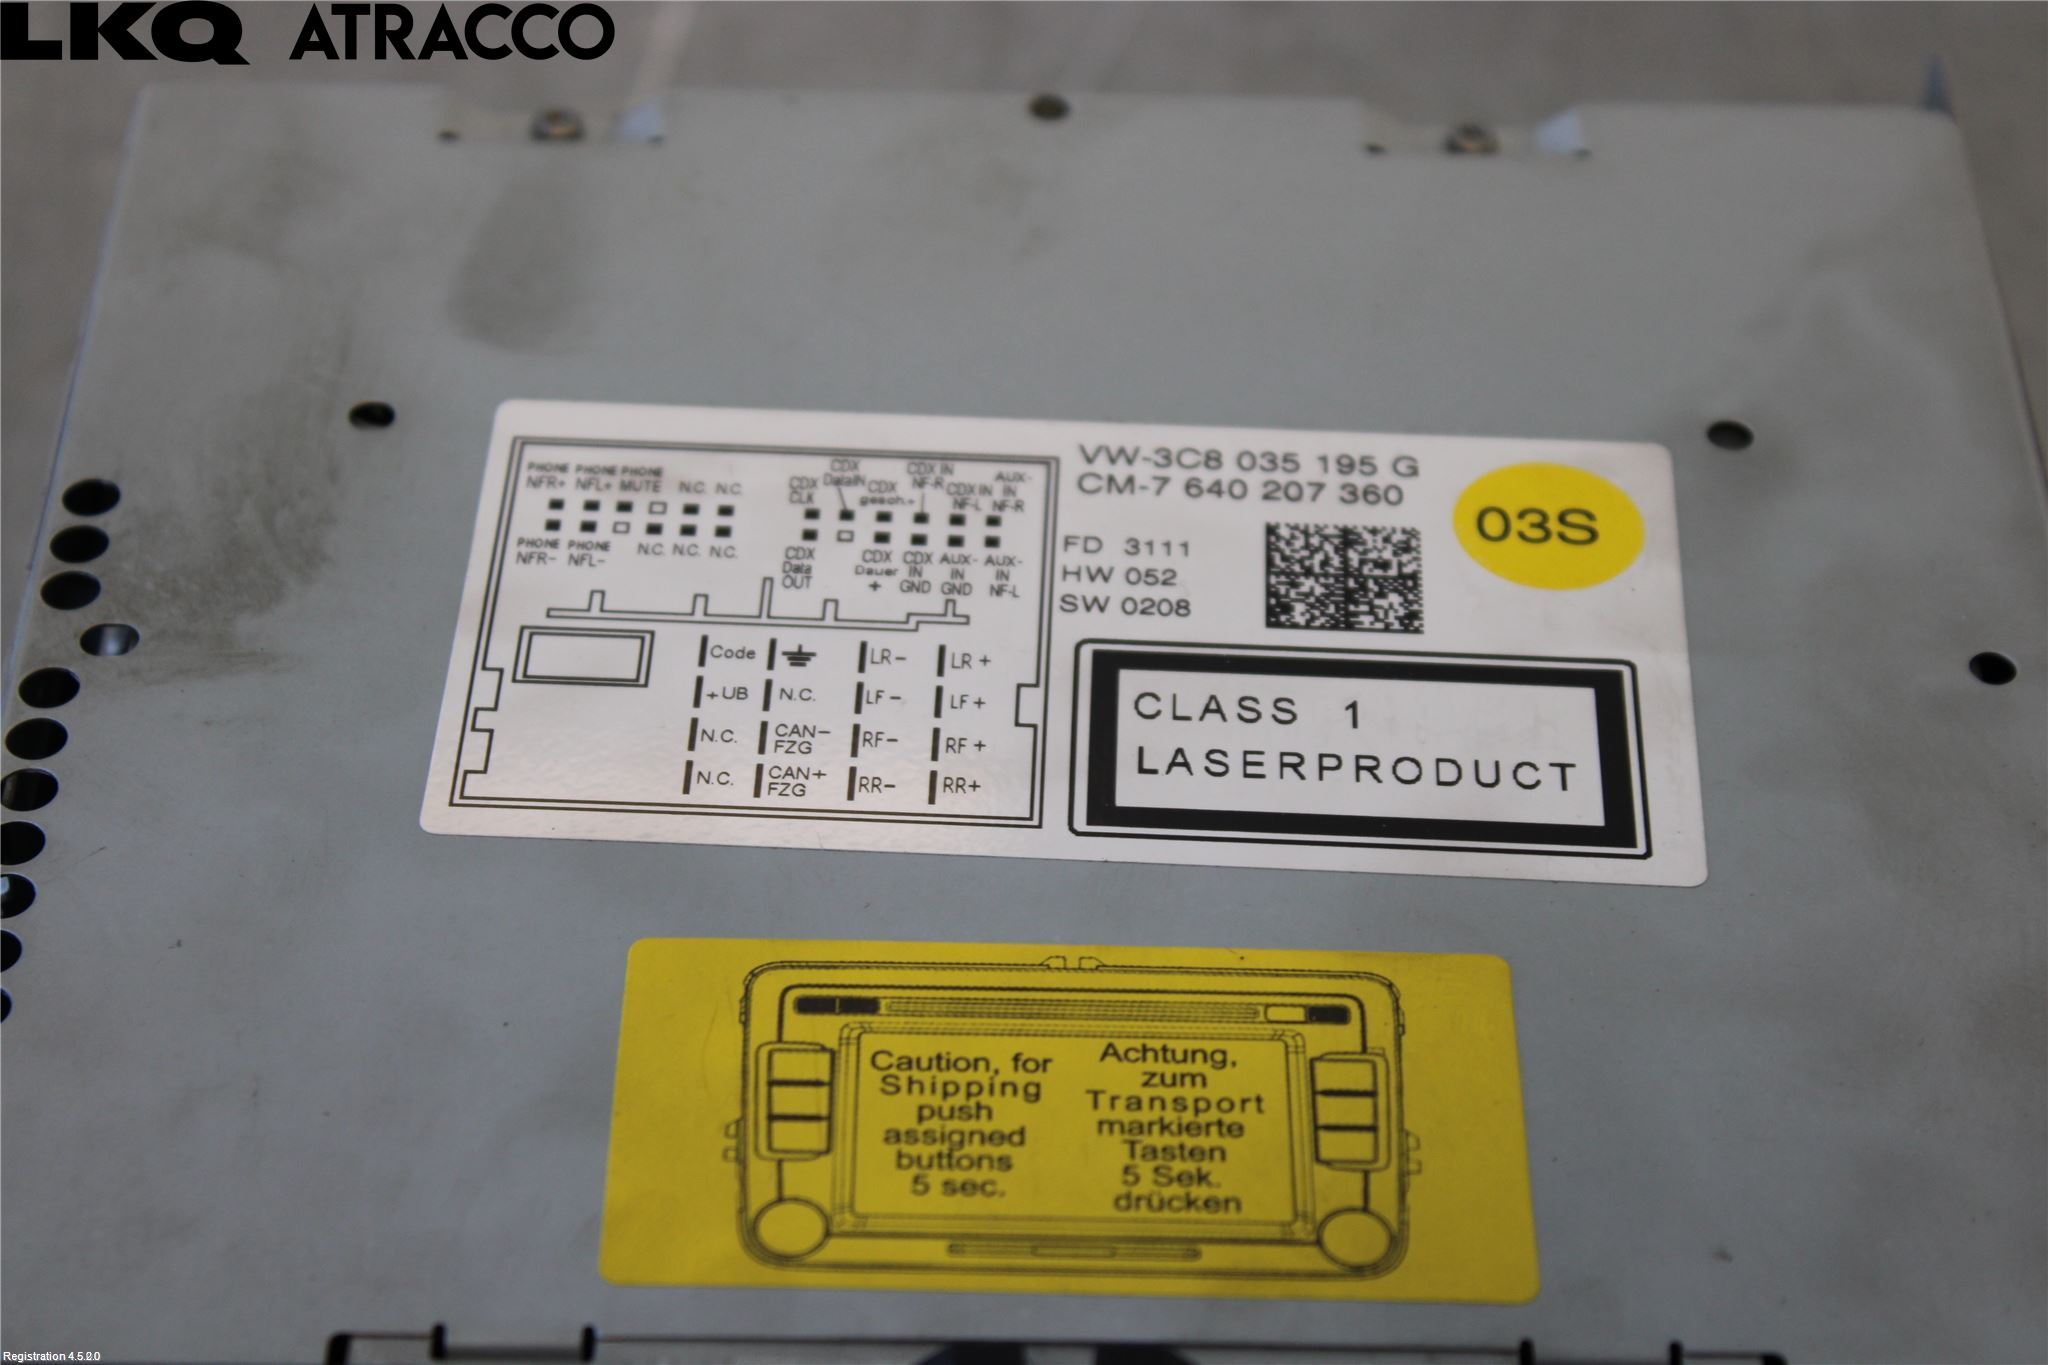 LKQ ATRACCO
VW-3C8 035 195 G
CM-7 640 207 360
03S
FD 3111
HW 052
SW 0208
PHONE PHONE PHONE
NFR+ NFL+ MUTE N.C. N.C.
PHONE PHONE N.C. N.C. N.C.
NFR- NFL-
CDX CLK
CDX DataIN
CDX gesch.+
CDX IN NF-R
CDX IN NF-L
AUX-IN NF-R
CDX Data OUT
CDX Dauer +
CDX IN GND
AUX-IN GND
AUX-IN NF-L
Code LR- LR+
+UB N.C. LF- LF+
N.C. CAN- FZG RF- RF+
N.C. CAN+ FZG RR- RR+
CLASS 1
LASERPRODUCT
Caution, for
Shipping
push
assigned
buttons
5 sec.
Achtung,
zum
Transport
markierte
Tasten
5 Sek.
drücken
Registration 4.5.2.0